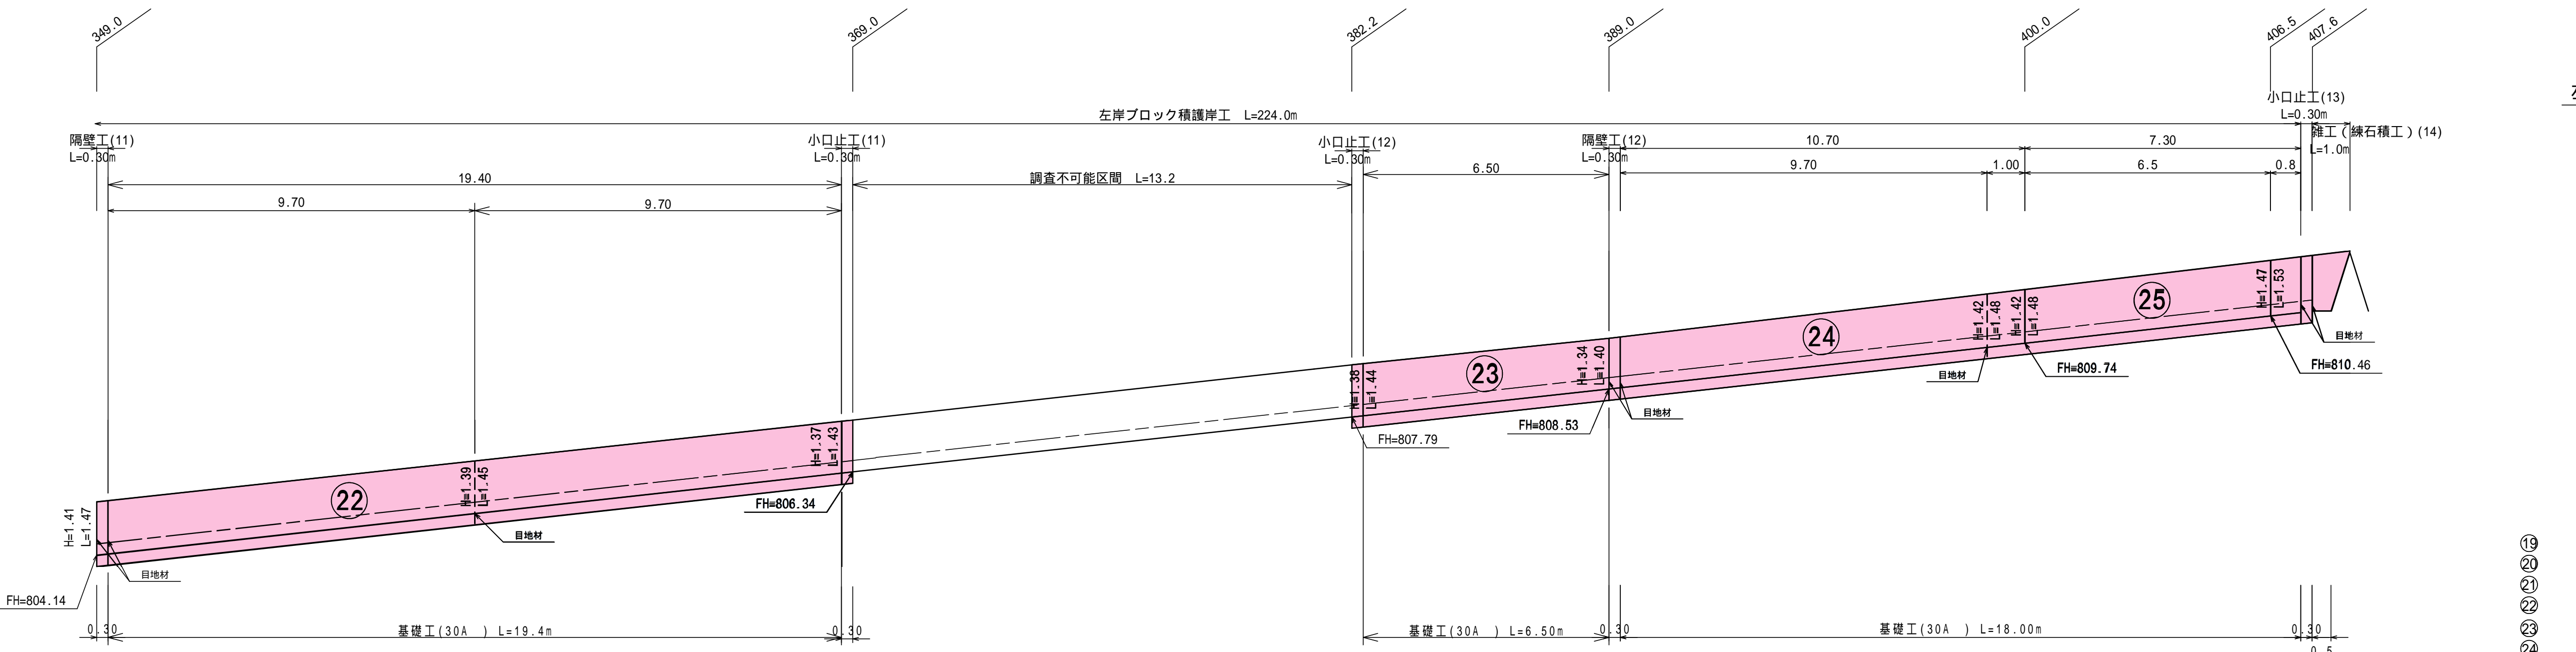 349.0
369.0
382.2
389.0
400.0
406.5
407.6
左岸ブロック積護岸工 L=224.0m
小口止工(13)
L=0.30m
雑工(練石積工)(14)
L=1.0m
隔壁工(11)
L=0.30m
小口止工(11)
L=0.30m
小口止工(12)
L=0.30m
隔壁工(12)
L=0.30m
10.70
7.30
19.40
調査不可能区間 L=13.2
6.50
9.70
1.00
6.5
0.8
9.70
9.70
H=1.41
L=1.47
22
H=1.39
L=1.45
H=1.37
L=1.43
H=1.38
L=1.44
23
H=1.34
L=1.40
24
H=1.42
L=1.48
H=1.42
L=1.48
25
H=1.47
L=1.53
目地材
FH=810.46
FH=809.74
目地材
目地材
FH=808.53
FH=807.79
FH=806.34
目地材
目地材
FH=804.14
0.30
基礎工(30A ) L=19.4m
0.30
基礎工(30A ) L=6.50m
0.30
基礎工(30A ) L=18.00m
0.30
0.5
⑲
⑳
㉑
㉒
㉓
㉔